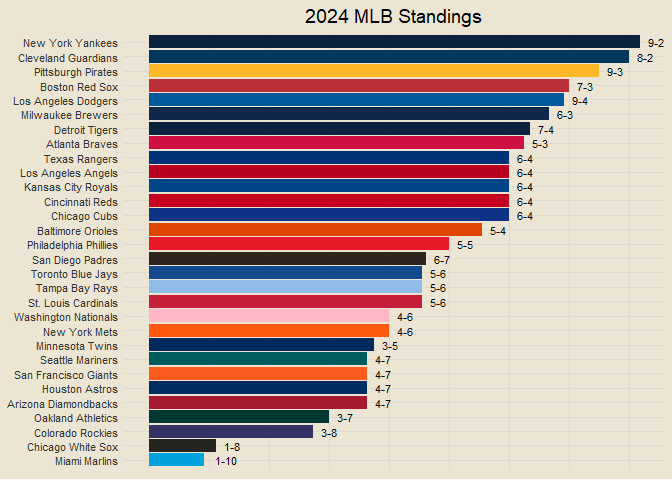 2024 MLB Standings
New York Yankees 9-2
Cleveland Guardians 8-2
Pittsburgh Pirates 9-3
Boston Red Sox 7-3
Los Angeles Dodgers 9-4
Milwaukee Brewers 6-3
Detroit Tigers 7-4
Atlanta Braves 5-3
Texas Rangers 6-4
Los Angeles Angels 6-4
Kansas City Royals 6-4
Cincinnati Reds 6-4
Chicago Cubs 6-4
Baltimore Orioles 5-4
Philadelphia Phillies 5-5
San Diego Padres 6-7
Toronto Blue Jays 5-6
Tampa Bay Rays 5-6
St. Louis Cardinals 5-6
Washington Nationals 4-6
New York Mets 4-6
Minnesota Twins 3-5
Seattle Mariners 4-7
San Francisco Giants 4-7
Houston Astros 4-7
Arizona Diamondbacks 4-7
Oakland Athletics 3-7
Colorado Rockies 3-8
Chicago White Sox 1-8
Miami Marlins 1-10